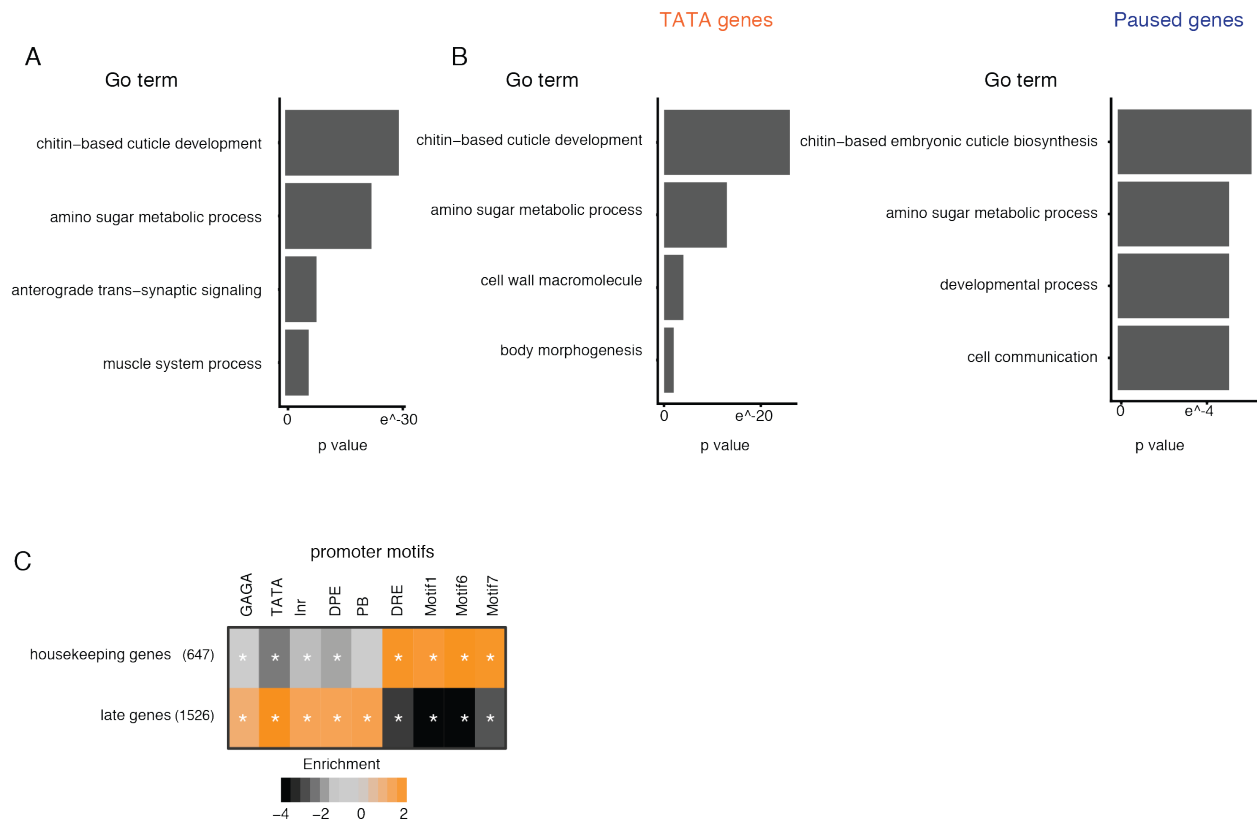 TATA genes
Paused genes
A
Go term
chitin−based cuticle development
amino sugar metabolic process
anterograde trans−synaptic signaling
muscle system process
0
e^-30
p value
B
Go term
chitin−based cuticle development
amino sugar metabolic process
cell wall macromolecule
body morphogenesis
0
e^-20
p value
Go term
chitin−based embryonic cuticle biosynthesis
amino sugar metabolic process
developmental process
cell communication
0
e^-4
p value
C
promoter motifs
GAGA
TATA
Inr
DPE
PB
DRE
Motif1
Motif6
Motif7
housekeeping genes (647)
* * * * * * * *
late genes (1526)
* * * * * * * * *
Enrichment
−4 −2 0 2